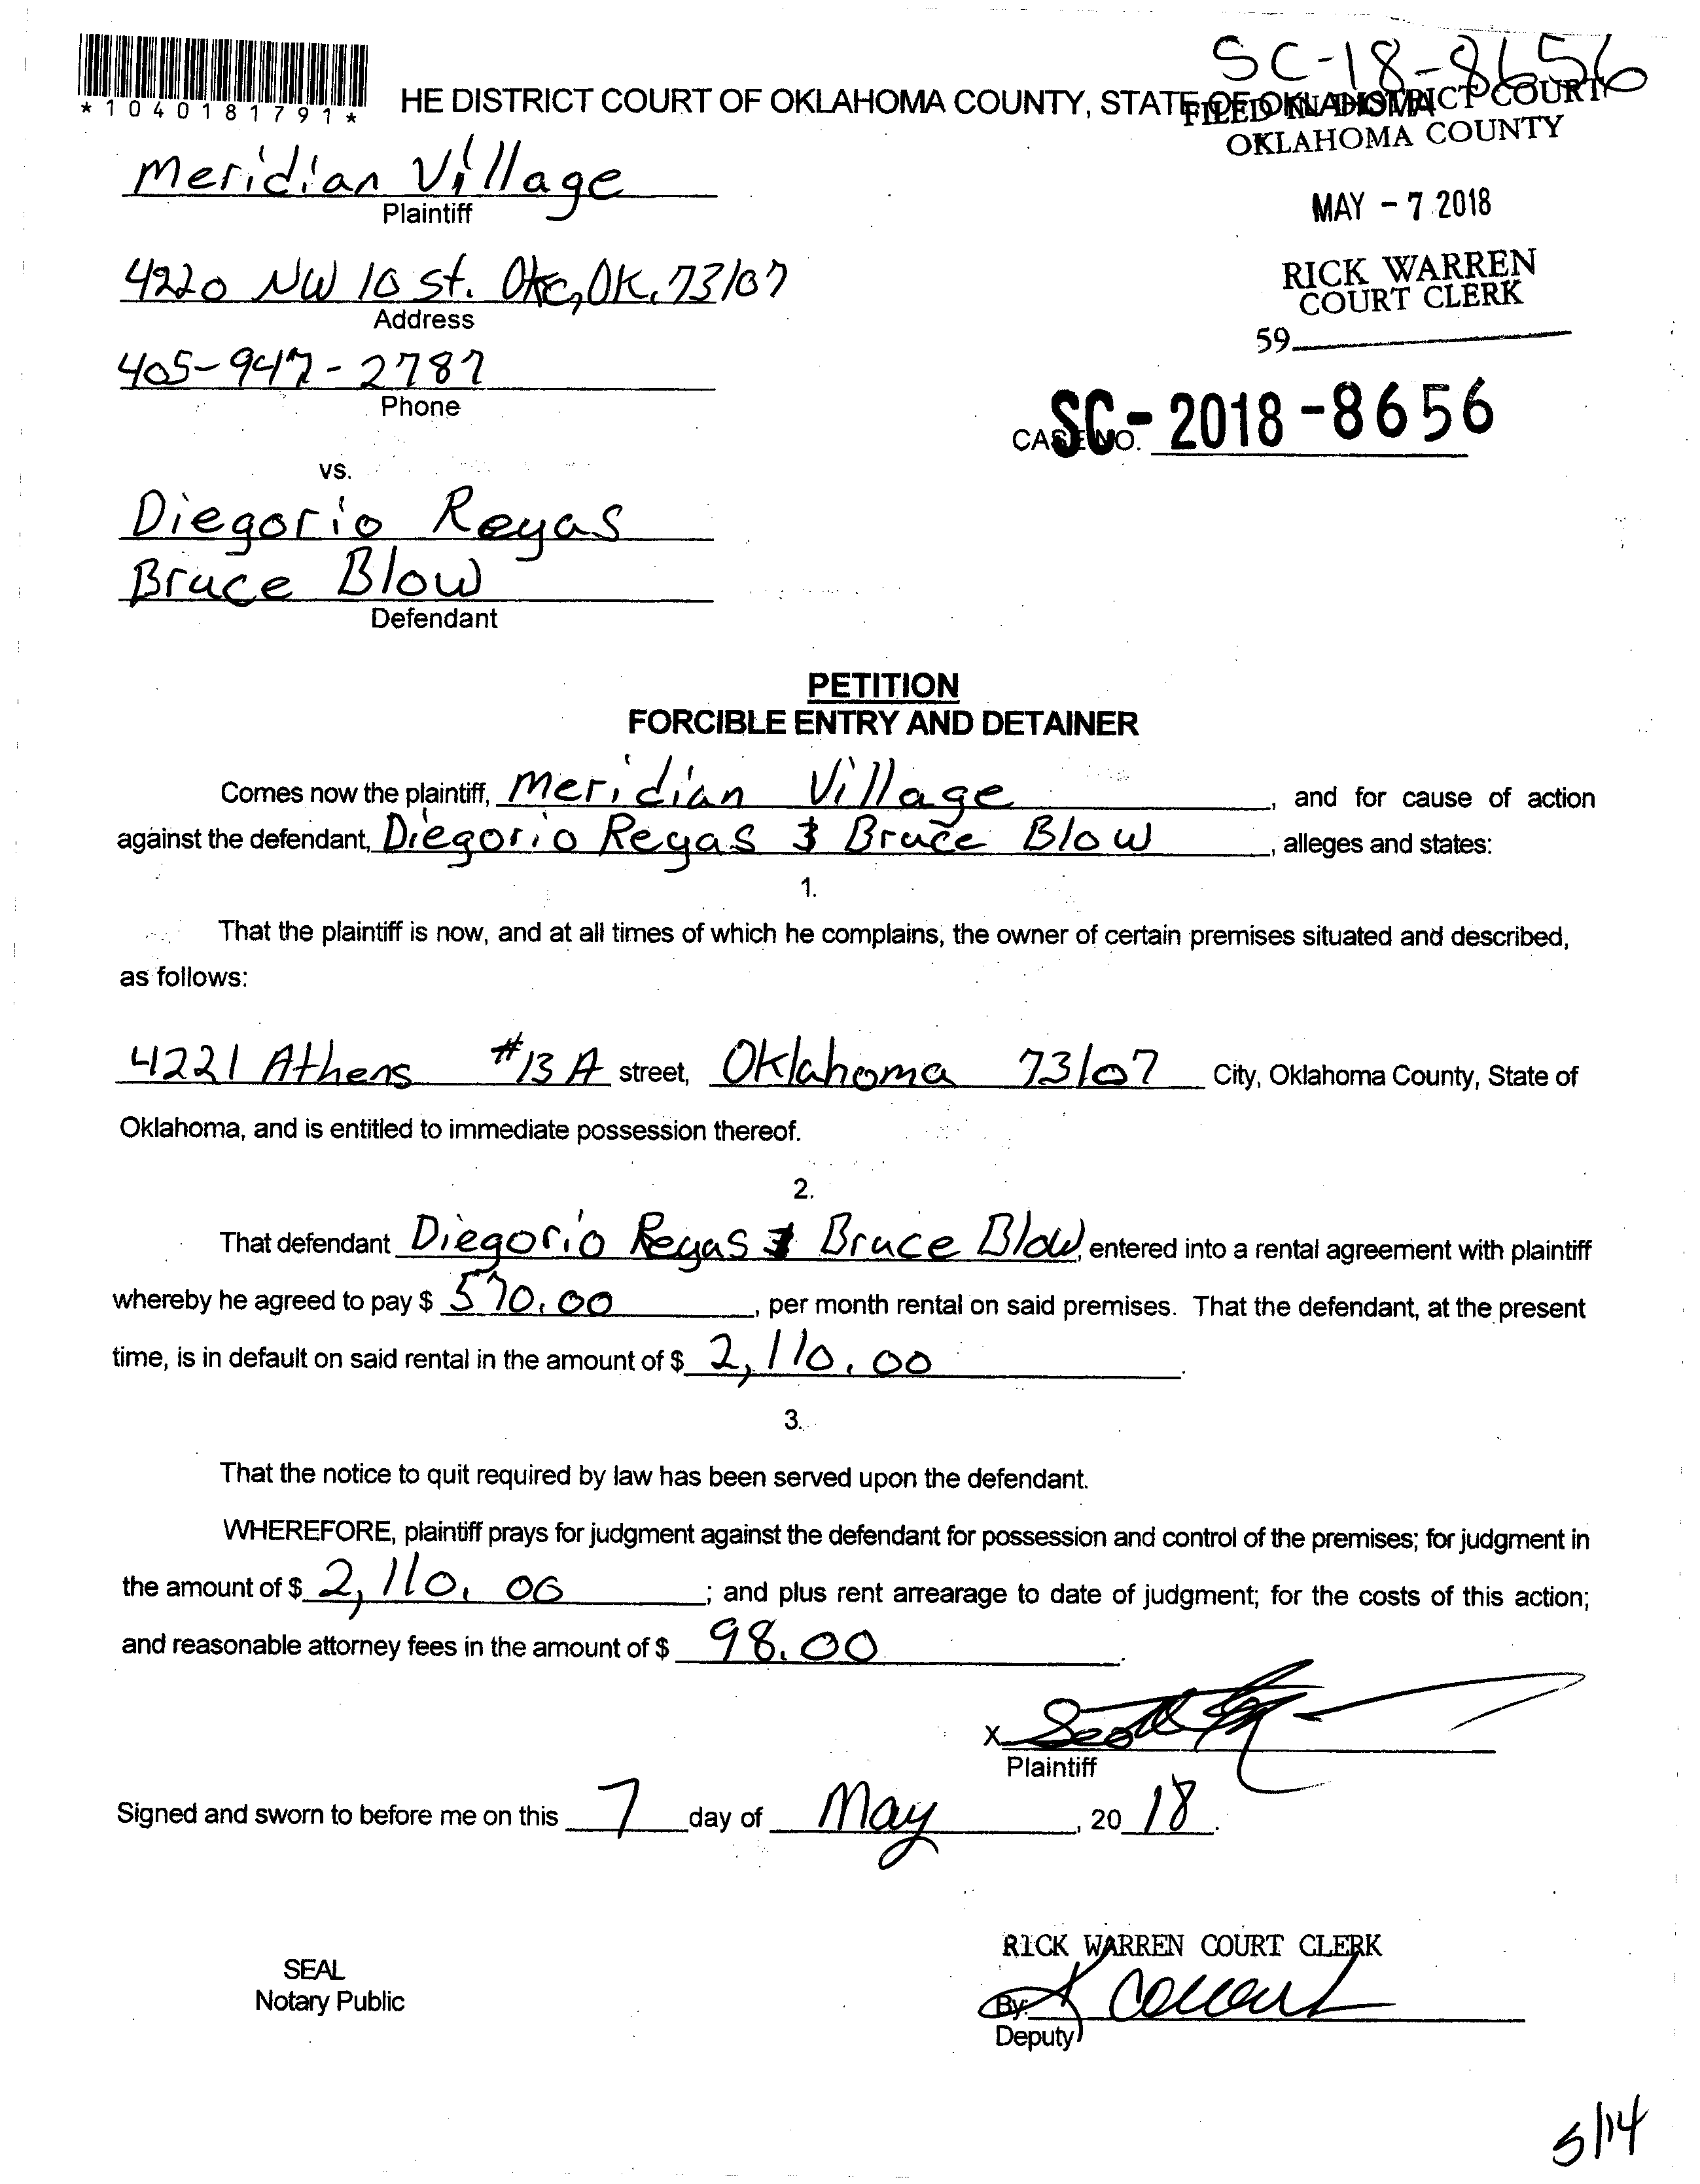 SC-18-8656
*1040181791*
HE DISTRICT COURT OF OKLAHOMA COUNTY, STATE OF OKLAHOMA
FILED IN DISTRICT COURT
OKLAHOMA COUNTY
Meridian Village
Plaintiff
MAY - 7 2018
4220 NW 10 st. Okc, OK. 73107
Address
RICK WARREN
COURT CLERK
59
405-947-2787
Phone
CASE NO. SC-2018-8656
vs.
Diegorio Reyas
Bruce Blow
Defendant
PETITION
FORCIBLE ENTRY AND DETAINER
Comes now the plaintiff, Meridian Village, and for cause of action
against the defendant, Diegorio Reyas & Bruce Blow, alleges and states:
1.
That the plaintiff is now, and at all times of which he complains, the owner of certain premises situated and described,
as follows:
4221 Athens #13 A street, Oklahoma 73107 City, Oklahoma County, State of
Oklahoma, and is entitled to immediate possession thereof.
2.
That defendant Diegorio Reyas & Bruce Blow, entered into a rental agreement with plaintiff
whereby he agreed to pay $ 570.00, per month rental on said premises. That the defendant, at the present
time, is in default on said rental in the amount of $ 2,110.00.
3.
That the notice to quit required by law has been served upon the defendant.
WHEREFORE, plaintiff prays for judgment against the defendant for possession and control of the premises; for judgment in
the amount of $ 2,110.00; and plus rent arrearage to date of judgment; for the costs of this action;
and reasonable attorney fees in the amount of $ 98.00.
X
Plaintiff
Signed and sworn to before me on this 7 day of May, 2018.
RICK WARREN COURT CLERK
SEAL
Notary Public
By:
Deputy
5/14